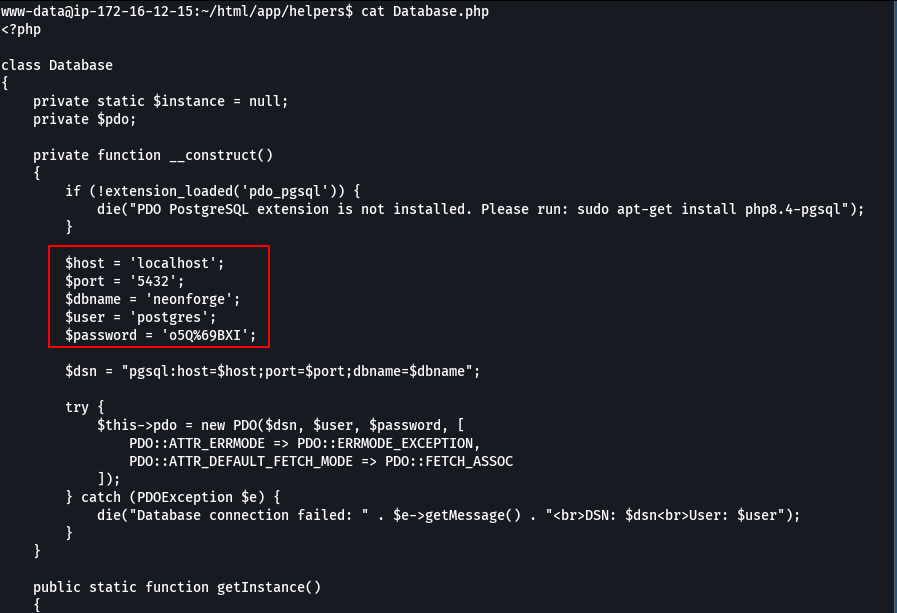 www-data@ip-172-16-12-15:~/html/app/helpers$ cat Database.php
<?php
class Database
{
    private static $instance = null;
    private $pdo;
    private function __construct()
    {
        if (!extension_loaded('pdo_pgsql')) {
            die("PDO PostgreSQL extension is not installed. Please run: sudo apt-get install php8.4-pgsql");
        }
        $host = 'localhost';
        $port = '5432';
        $dbname = 'neonforge';
        $user = 'postgres';
        $password = 'o5Q%69BXI';
        $dsn = "pgsql:host=$host;port=$port;dbname=$dbname";
        try {
            $this->pdo = new PDO($dsn, $user, $password, [
                PDO::ATTR_ERRMODE => PDO::ERRMODE_EXCEPTION,
                PDO::ATTR_DEFAULT_FETCH_MODE => PDO::FETCH_ASSOC
            ]);
        } catch (PDOException $e) {
            die("Database connection failed: " . $e->getMessage() . "<br>DSN: $dsn<br>User: $user");
        }
    }
    public static function getInstance()
    {